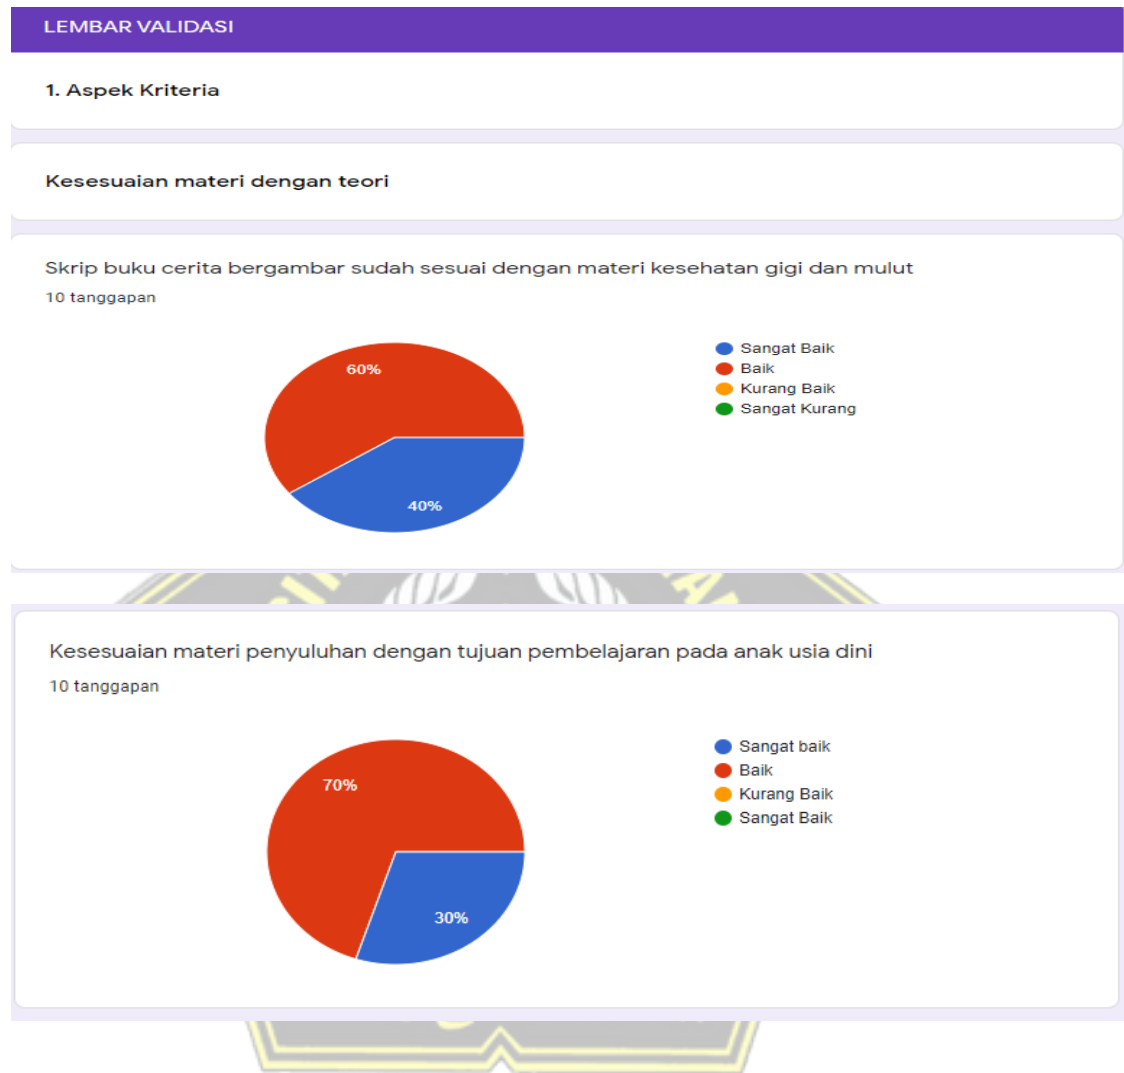 LEMBAR VALIDASI
1. Aspek Kriteria
Kesesuaian materi dengan teori
Skrip buku cerita bergambar sudah sesuai dengan materi kesehatan gigi dan mulut
10 tanggapan
60%
40%
Sangat Baik
Baik
Kurang Baik
Sangat Kurang
Kesesuaian materi penyuluhan dengan tujuan pembelajaran pada anak usia dini
10 tanggapan
70%
30%
Sangat baik
Baik
Kurang Baik
Sangat Baik